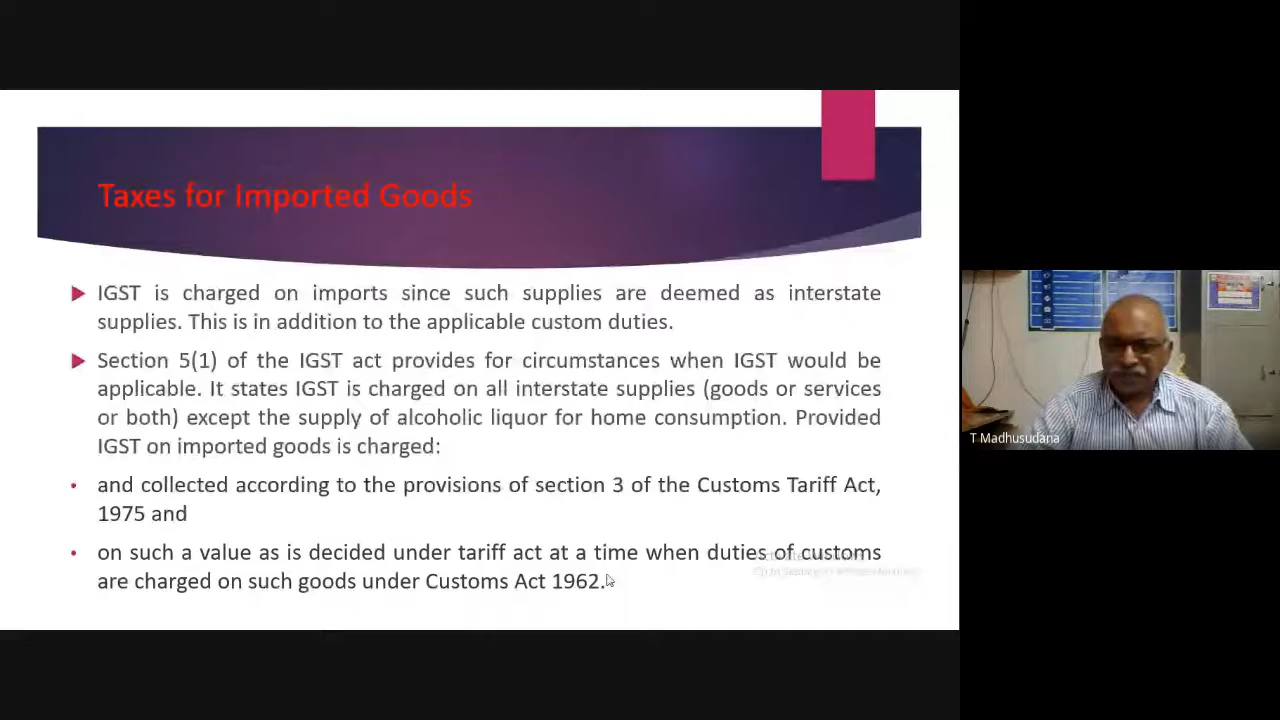 Taxes for Imported Goods
IGST is charged on imports since such supplies are deemed as interstate
supplies. This is in addition to the applicable custom duties.
Section 5(1) of the IGST act provides for circumstances when IGST would be
applicable. It states IGST is charged on all interstate supplies (goods or services
or both) except the supply of alcoholic liquor for home consumption. Provided
IGST on imported goods is charged:
and collected according to the provisions of section 3 of the Customs Tariff Act,
1975 and
on such a value as is decided under tariff act at a time when duties of customs
are charged on such goods under Customs Act 1962.
T Madhusudana